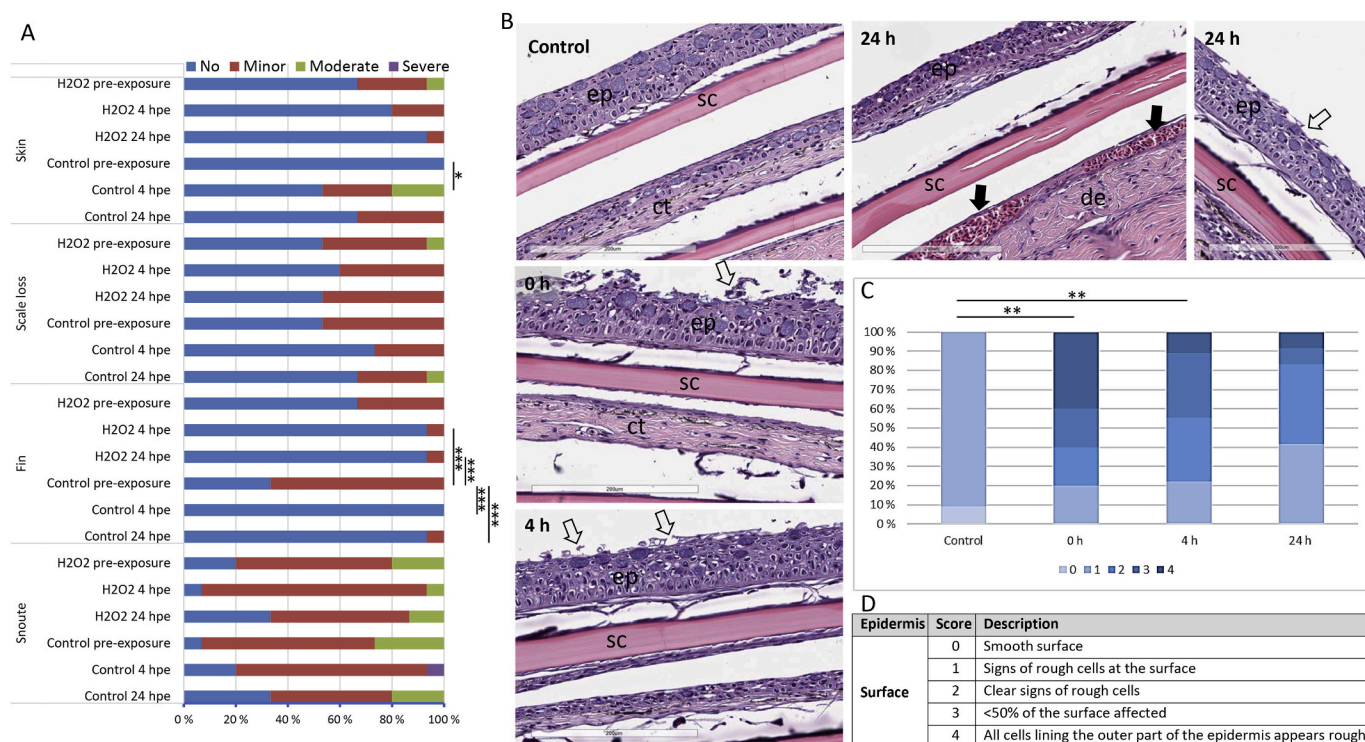 A
No Minor Moderate Severe
Skin
H2O2 pre-exposure
H2O2 4 hpe
H2O2 24 hpe
Control pre-exposure
*
Control 4 hpe
Control 24 hpe
Scale loss
H2O2 pre-exposure
H2O2 4 hpe
H2O2 24 hpe
Control pre-exposure
Control 4 hpe
Control 24 hpe
Fin
H2O2 pre-exposure
H2O2 4 hpe
H2O2 24 hpe
Control pre-exposure
Control 4 hpe
Control 24 hpe
***
***
***
***
Snoute
H2O2 pre-exposure
H2O2 4 hpe
H2O2 24 hpe
Control pre-exposure
Control 4 hpe
Control 24 hpe
0 % 20 % 40 % 60 % 80 % 100 %
B
Control
ep
sc
ct
200um
24 h
ep
sc
de
24 h
ep
sc
0 h
ep
sc
ct
200um
4 h
ep
sc
200um
C
**
**
100 %
90 %
80 %
70 %
60 %
50 %
40 %
30 %
20 %
10 %
0 %
Control 0 h 4 h 24 h
0 1 2 3 4
D
Epidermis Score Description
Surface
0 Smooth surface
1 Signs of rough cells at the surface
2 Clear signs of rough cells
3 <50% of the surface affected
4 All cells lining the outer part of the epidermis appears rough